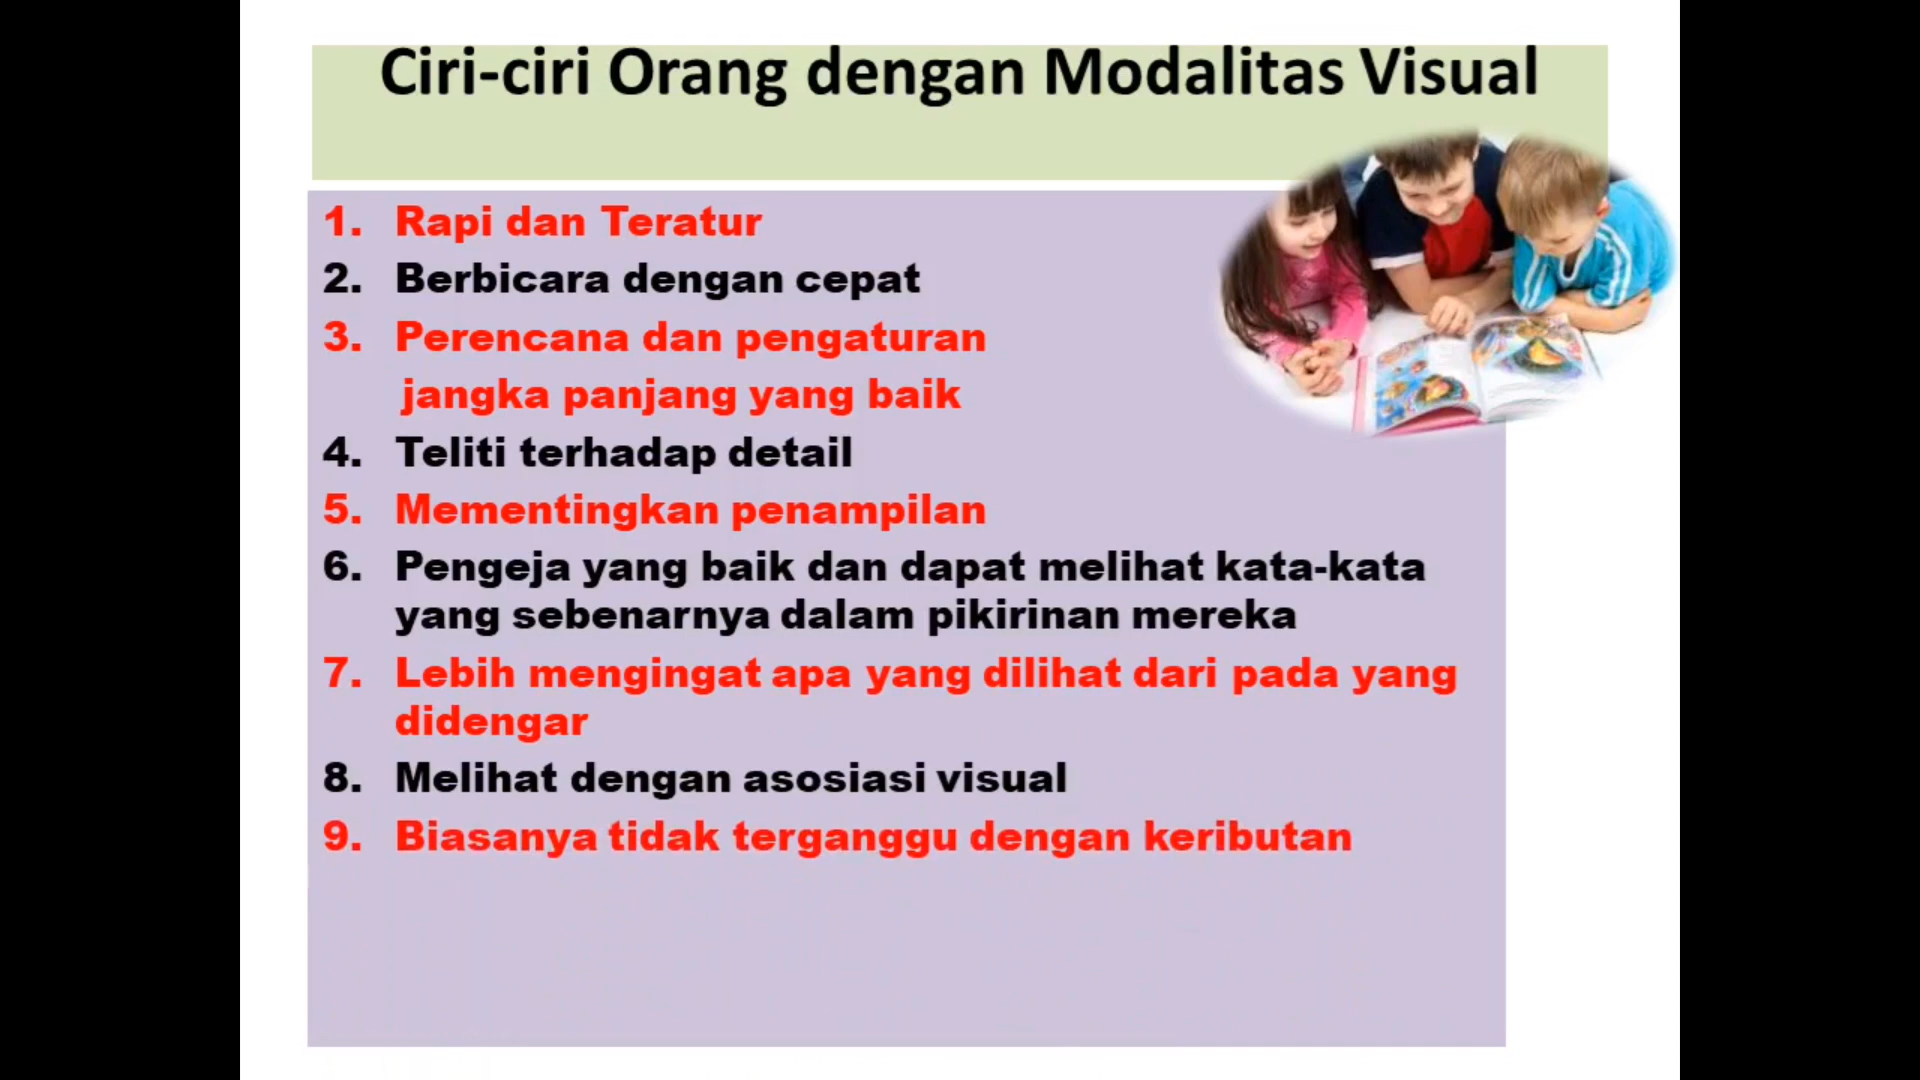 Ciri-ciri Orang dengan Modalitas Visual
1. Rapi dan Teratur
2. Berbicara dengan cepat
3. Perencana dan pengaturan
jangka panjang yang baik
4. Teliti terhadap detail
5. Mementingkan penampilan
6. Pengeja yang baik dan dapat melihat kata-kata
yang sebenarnya dalam pikirinan mereka
7. Lebih mengingat apa yang dilihat dari pada yang
didengar
8. Melihat dengan asosiasi visual
9. Biasanya tidak terganggu dengan keributan